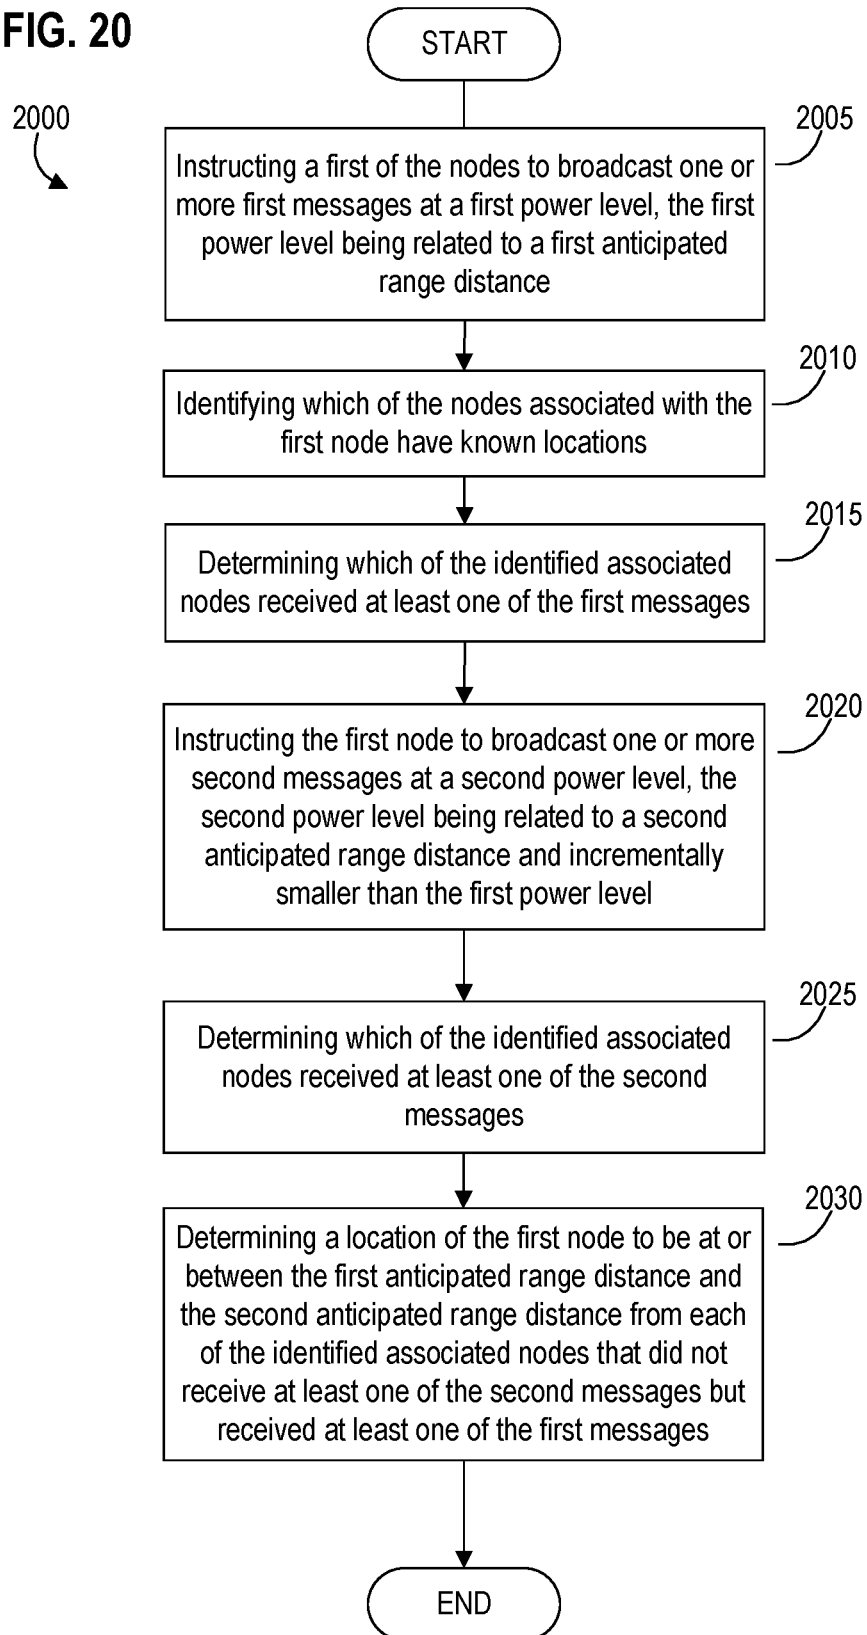 FIG. 20
START
2000
2005
Instructing a first of the nodes to broadcast one or
more first messages at a first power level, the first
power level being related to a first anticipated
range distance
2010
Identifying which of the nodes associated with the
first node have known locations
2015
Determining which of the identified associated
nodes received at least one of the first messages
2020
Instructing the first node to broadcast one or more
second messages at a second power level, the
second power level being related to a second
anticipated range distance and incrementally
smaller than the first power level
2025
Determining which of the identified associated
nodes received at least one of the second
messages
2030
Determining a location of the first node to be at or
between the first anticipated range distance and
the second anticipated range distance from each
of the identified associated nodes that did not
receive at least one of the second messages but
received at least one of the first messages
END